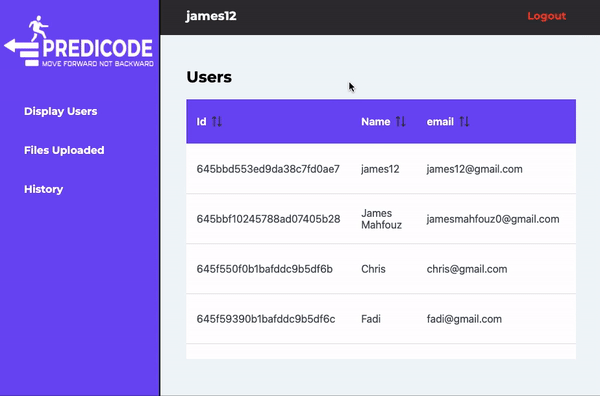 james12
Logout
PREDICODE
MOVE FORWARD NOT BACKWARD
Display Users
Files Uploaded
History
Users
Id Name email
645bbd553ed9da38c7fd0ae7 james12 james12@gmail.com
645bbf10245788ad07405b28 James Mahfouz jamesmahfouz0@gmail.com
645f550f0b1bafddc9b5df6b Chris chris@gmail.com
645f59390b1bafddc9b5df6c Fadi fadi@gmail.com